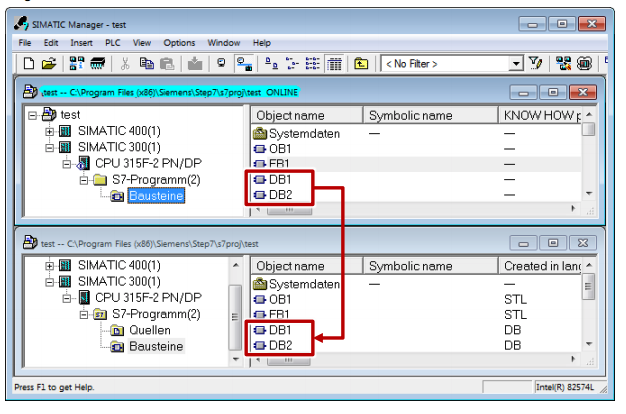 SIMATIC Manager - test
File Edit Insert PLC View Options Window Help
< No Filter >
test -- C:\Program Files (x86)\Siemens\Step7\s7proj\test ONLINE
test
SIMATIC 400(1)
SIMATIC 300(1)
CPU 315F-2 PN/DP
S7-Programm(2)
Bausteine
Object name Symbolic name KNOW HOW
Systemdaten — —
OB1 —
FB1 —
DB1 —
DB2 —
test -- C:\Program Files (x86)\Siemens\Step7\s7proj\test
SIMATIC 400(1)
SIMATIC 300(1)
CPU 315F-2 PN/DP
S7-Programm(2)
Quellen
Bausteine
Object name Symbolic name Created in lang
Systemdaten — —
OB1 STL
FB1 STL
DB1 DB
DB2 DB
Press F1 to get Help.
Intel(R) 82574L